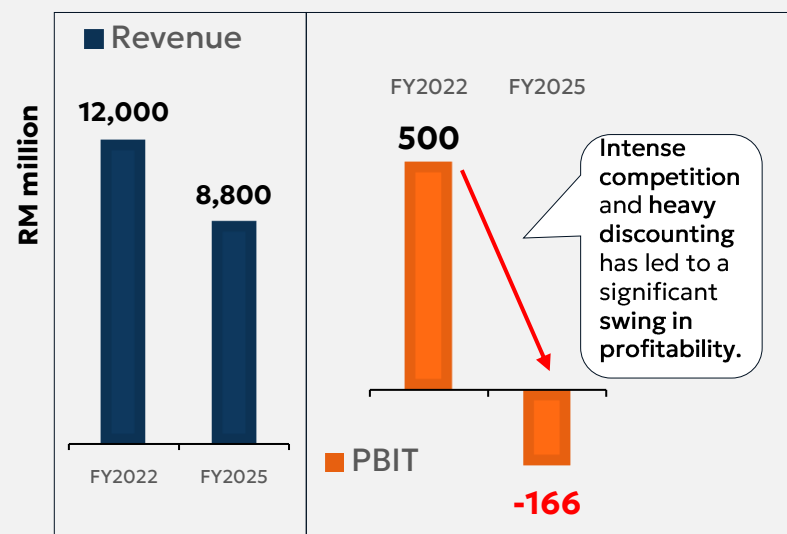 RM million
Revenue
12,000
8,800
FY2022
FY2025
FY2022
FY2025
500
Intense
competition
and heavy
discounting
has led to a
significant
swing in
profitability.
PBIT
-166